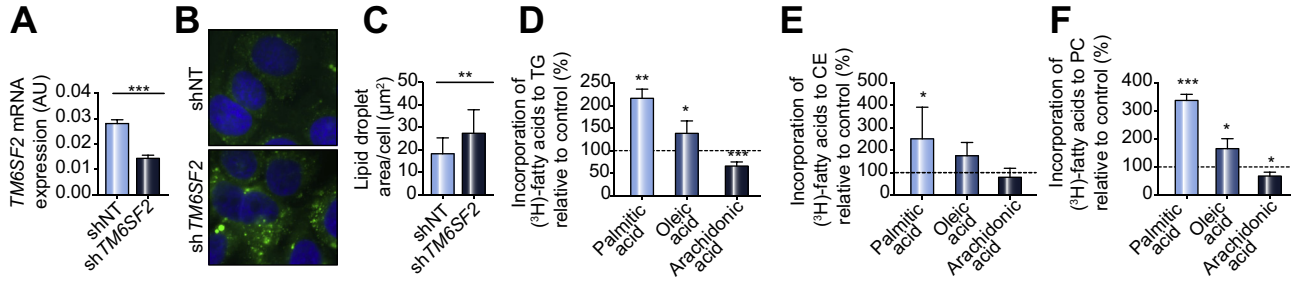 A
TM6SF2 mRNA
expression (AU)
0.04
0.03
0.02
0.01
0.00
***
shNT
shTM6SF2
B
shNT
shTM6SF2
C
Lipid droplet
area/cell (μm²)
50
40
30
20
10
0
**
shNT
shTM6SF2
D
Incorporation of
(³H)-fatty acids to TG
relative to control (%)
250
200
150
100
50
0
**
*
***
Palmitic
acid
Oleic
acid
Arachidonic
acid
E
Incorporation of
(³H)-fatty acids to CE
relative to control (%)
500
400
300
200
100
0
*
Palmitic
acid
Oleic
acid
Arachidonic
acid
F
Incorporation of
(³H)-fatty acids to PC
relative to control (%)
400
300
200
100
0
***
*
*
Palmitic
acid
Oleic
acid
Arachidonic
acid